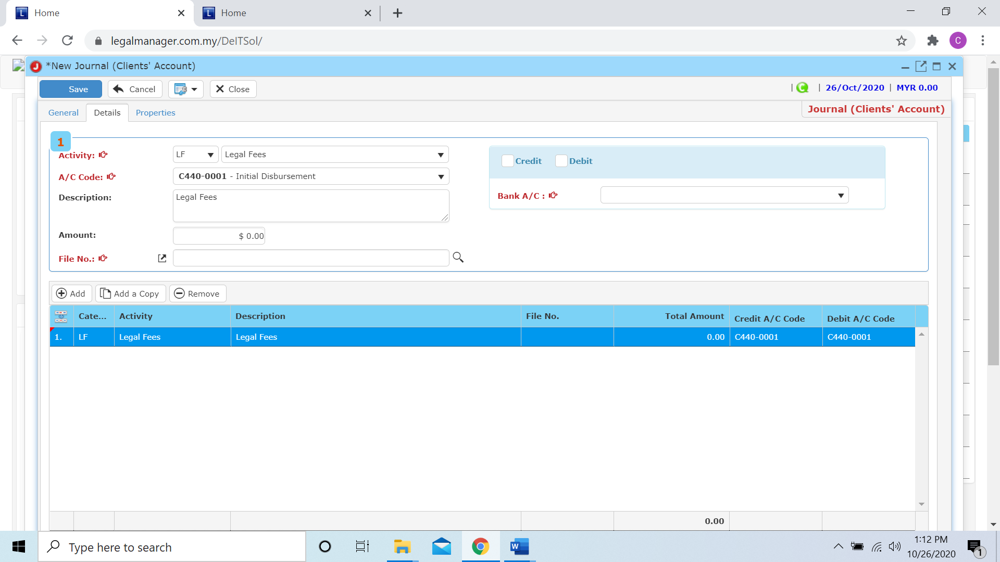 Home
Home
legalmanager.com.my/DeITSol/
C
*New Journal (Clients' Account)
Save
Cancel
Close
| C | 26/Oct/2020 | MYR 0.00
General
Details
Properties
Journal (Clients' Account)
1
Activity:
LF
Legal Fees
Credit
Debit
A/C Code:
C440-0001 - Initial Disbursement
Description:
Legal Fees
Bank A/C :
Amount:
$ 0.00
File No.:
Add
Add a Copy
Remove
Cate...
Activity
Description
File No.
Total Amount
Credit A/C Code
Debit A/C Code
1.
LF
Legal Fees
Legal Fees
0.00
C440-0001
C440-0001
0.00
Type here to search
1:12 PM
10/26/2020
1